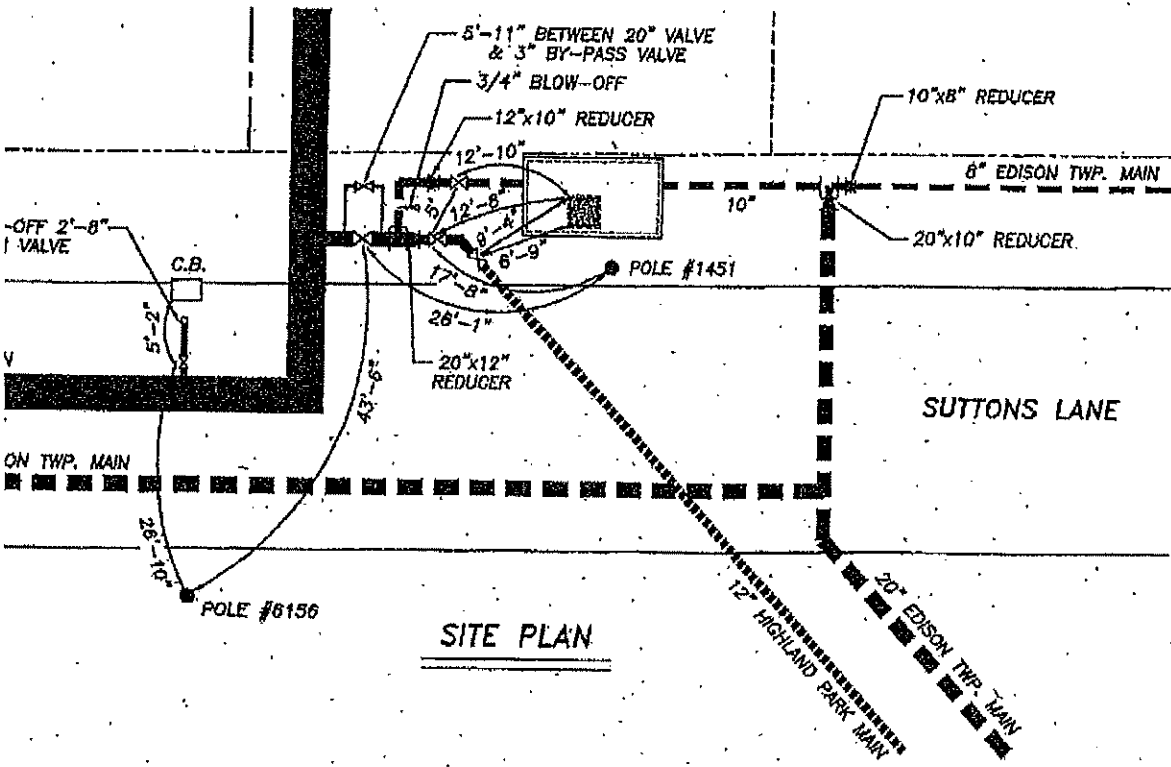 5'-11" BETWEEN 20" VALVE
& 3" BY-PASS VALVE
3/4" BLOW-OFF
12"x10" REDUCER
10"x8" REDUCER
12'-10"
8" EDISON TWP. MAIN
10"
12'-8"
9'-4"
6'-9"
20"x10" REDUCER
-OFF 2'-8"
VALVE
C.B.
POLE #1451
17'-8"
26'-1"
5'-2"
20"x12"
REDUCER
43'-6"
SUTTONS LANE
ON TWP. MAIN
26'-10"
POLE #6156
SITE PLAN
12" HIGHLAND PARK MAIN
20" EDISON TWP. MAIN